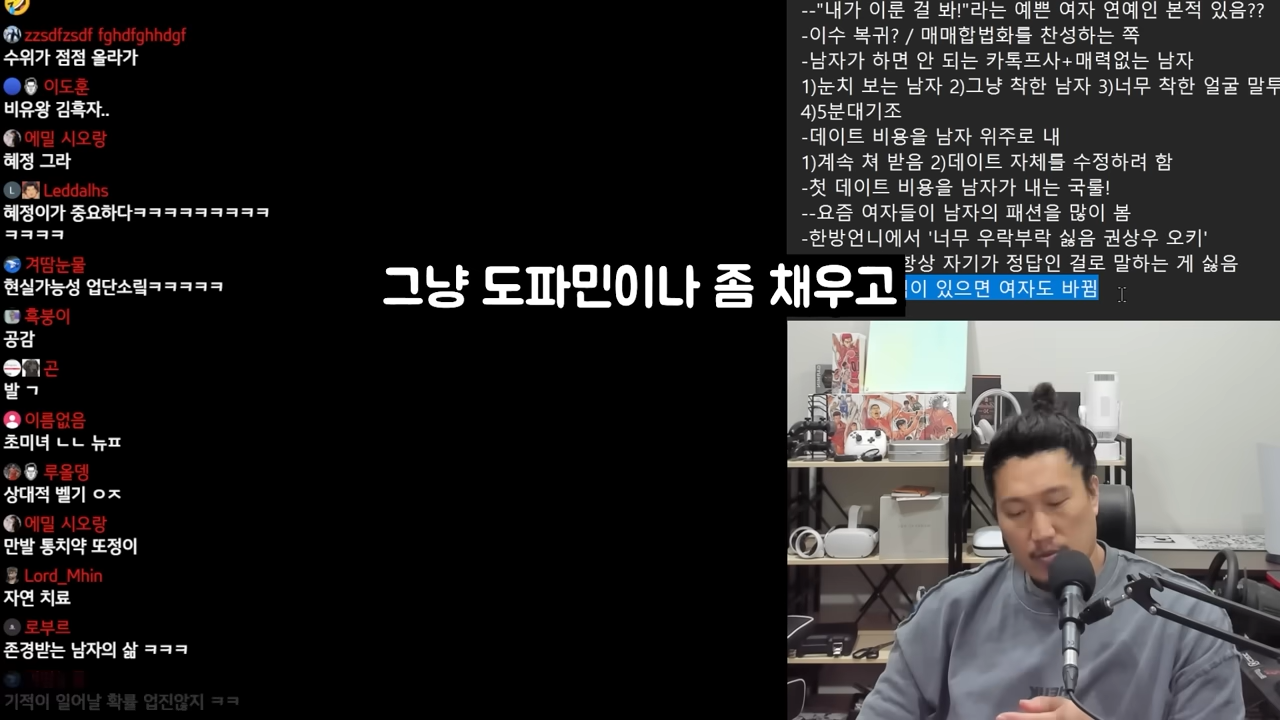 zzsdfzsdf fghdfghhdgf
수위가 점점 올라가
이도훈
비유왕 김흑자..
에밀 시오랑
혜정 그라
L Leddalhs
혜정이가 중요하다ㅋㅋㅋㅋㅋㅋㅋㅋㅋ
ㅋㅋㅋㅋ
겨땀눈물
현실가능성 업단소맄ㅋㅋㅋㅋㅋ
흑붕이
공감
곤
발 ㄱ
이름없음
초미녀 ㄴㄴ 뉴ㅍ
루올뎅
상대적 벨기 ㅇㅈ
에밀 시오랑
만발 통치약 또정이
Lord_Mhin
자연 치료
로부르
존경받는 남자의 삶 ㅋㅋㅋ
기적이 일어날 확률 업진않지 ㅋㅋ
--"내가 이룬 걸 봐!"라는 예쁜 여자 연예인 본적 있음??
-이수 복귀? / 매매합법화를 찬성하는 쪽
-남자가 하면 안 되는 카톡프사+매력없는 남자
1)눈치 보는 남자 2)그냥 착한 남자 3)너무 착한 얼굴 말투
4)5분대기조
-데이트 비용을 남자 위주로 내
1)계속 쳐 받음 2)데이트 자체를 수정하려 함
-첫 데이트 비용을 남자가 내는 국룰!
--요즘 여자들이 남자의 패션을 많이 봄
-한방언니에서 '너무 우락부락 싫음 권상우 오키'
항상 자기가 정답인 걸로 말하는 게 싫음
이 있으면 여자도 바뀜
그냥 도파민이나 좀 채우고